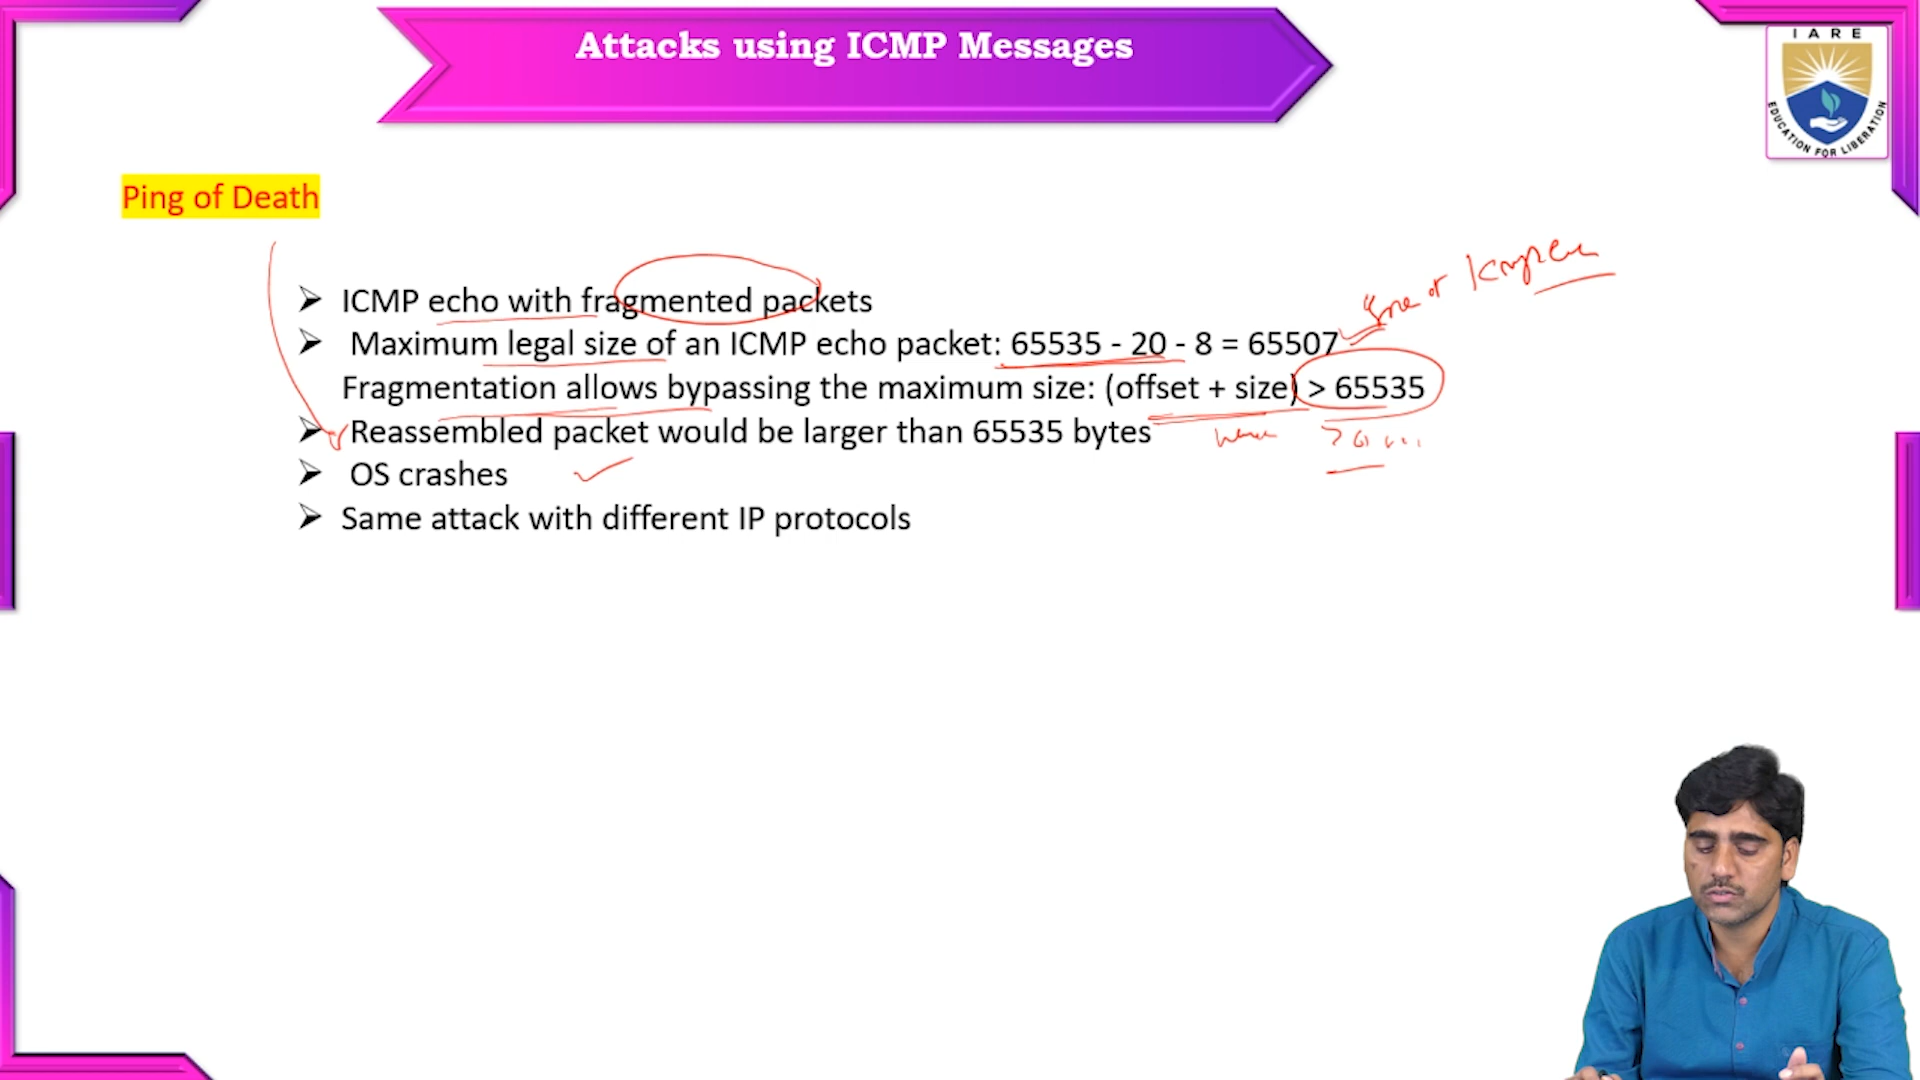 Attacks using ICMP Messages
IARE
EDUCATION FOR LIBERATION
Ping of Death
➤ ICMP echo with fragmented packets
➤ Maximum legal size of an ICMP echo packet: 65535 - 20 - 8 = 65507
Fragmentation allows bypassing the maximum size: (offset + size) > 65535
➤ Reassembled packet would be larger than 65535 bytes
➤ OS crashes
➤ Same attack with different IP protocols